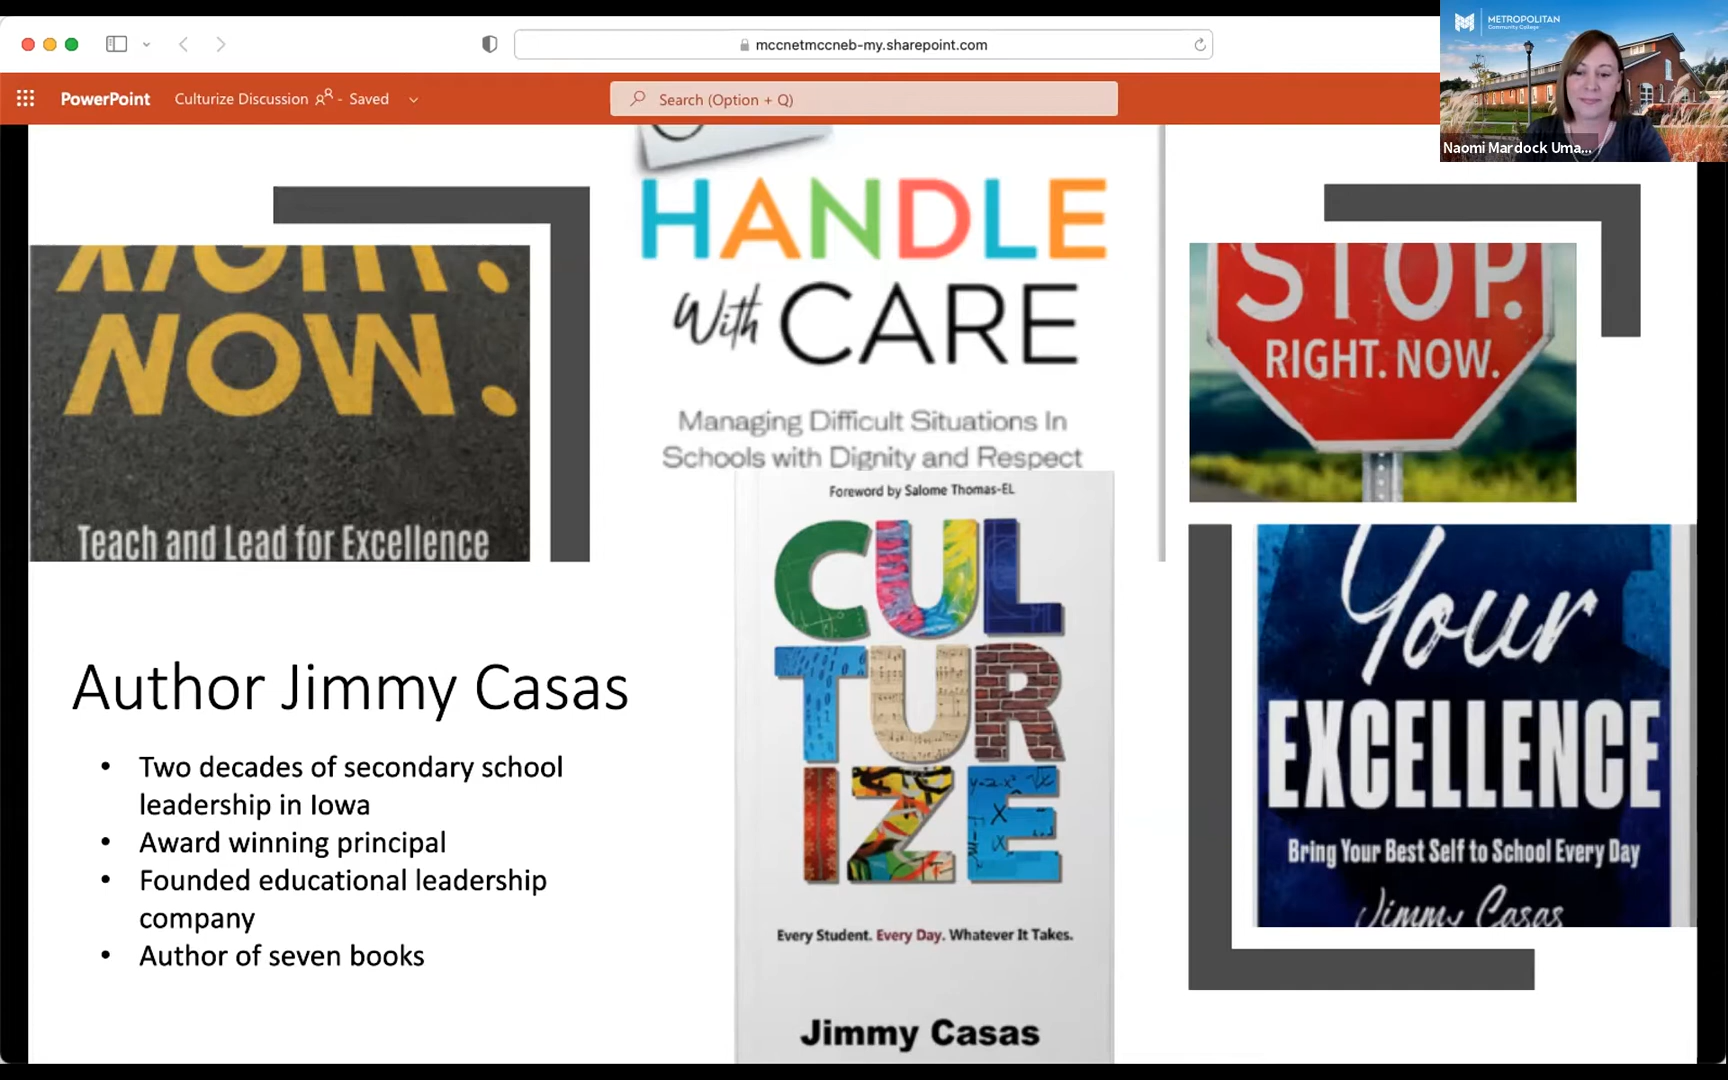 mccnetmccneb-my.sharepoint.com
METROPOLITAN
Community College
Naomi Mardock Uma...
PowerPoint
Culturize Discussion - Saved
Search (Option + Q)
RIGHT.
NOW.
Teach and Lead for Excellence
HANDLE
With CARE
Managing Difficult Situations In
Schools with Dignity and Respect
STOP.
RIGHT. NOW.
Foreword by Salome Thomas-EL
CUL
TUR
IZE
Every Student. Every Day. Whatever It Takes.
Jimmy Casas
Your
EXCELLENCE
Bring Your Best Self to School Every Day
Jimmy Casas
Author Jimmy Casas
• Two decades of secondary school
leadership in Iowa
• Award winning principal
• Founded educational leadership
company
• Author of seven books